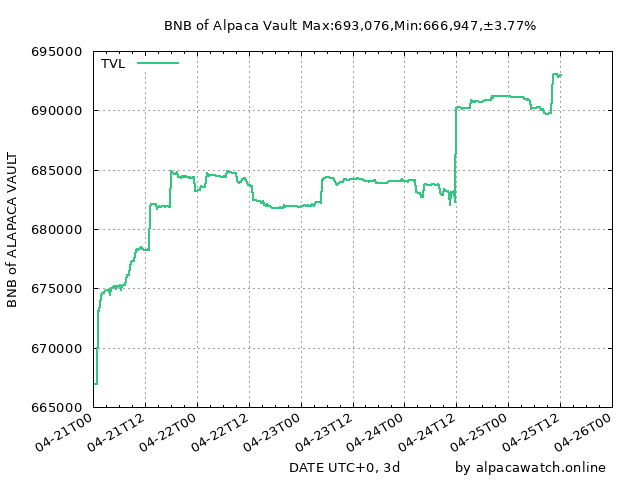 BNB of Alpaca Vault Max:693,076,Min:666,947,±3.77%
TVL
695000
690000
685000
680000
675000
670000
665000
BNB of ALAPACA VAULT
04-21T00
04-21T12
04-22T00
04-22T12
04-23T00
04-23T12
04-24T00
04-24T12
04-25T00
04-25T12
04-26T00
DATE UTC+0, 3d
by alpacawatch.online